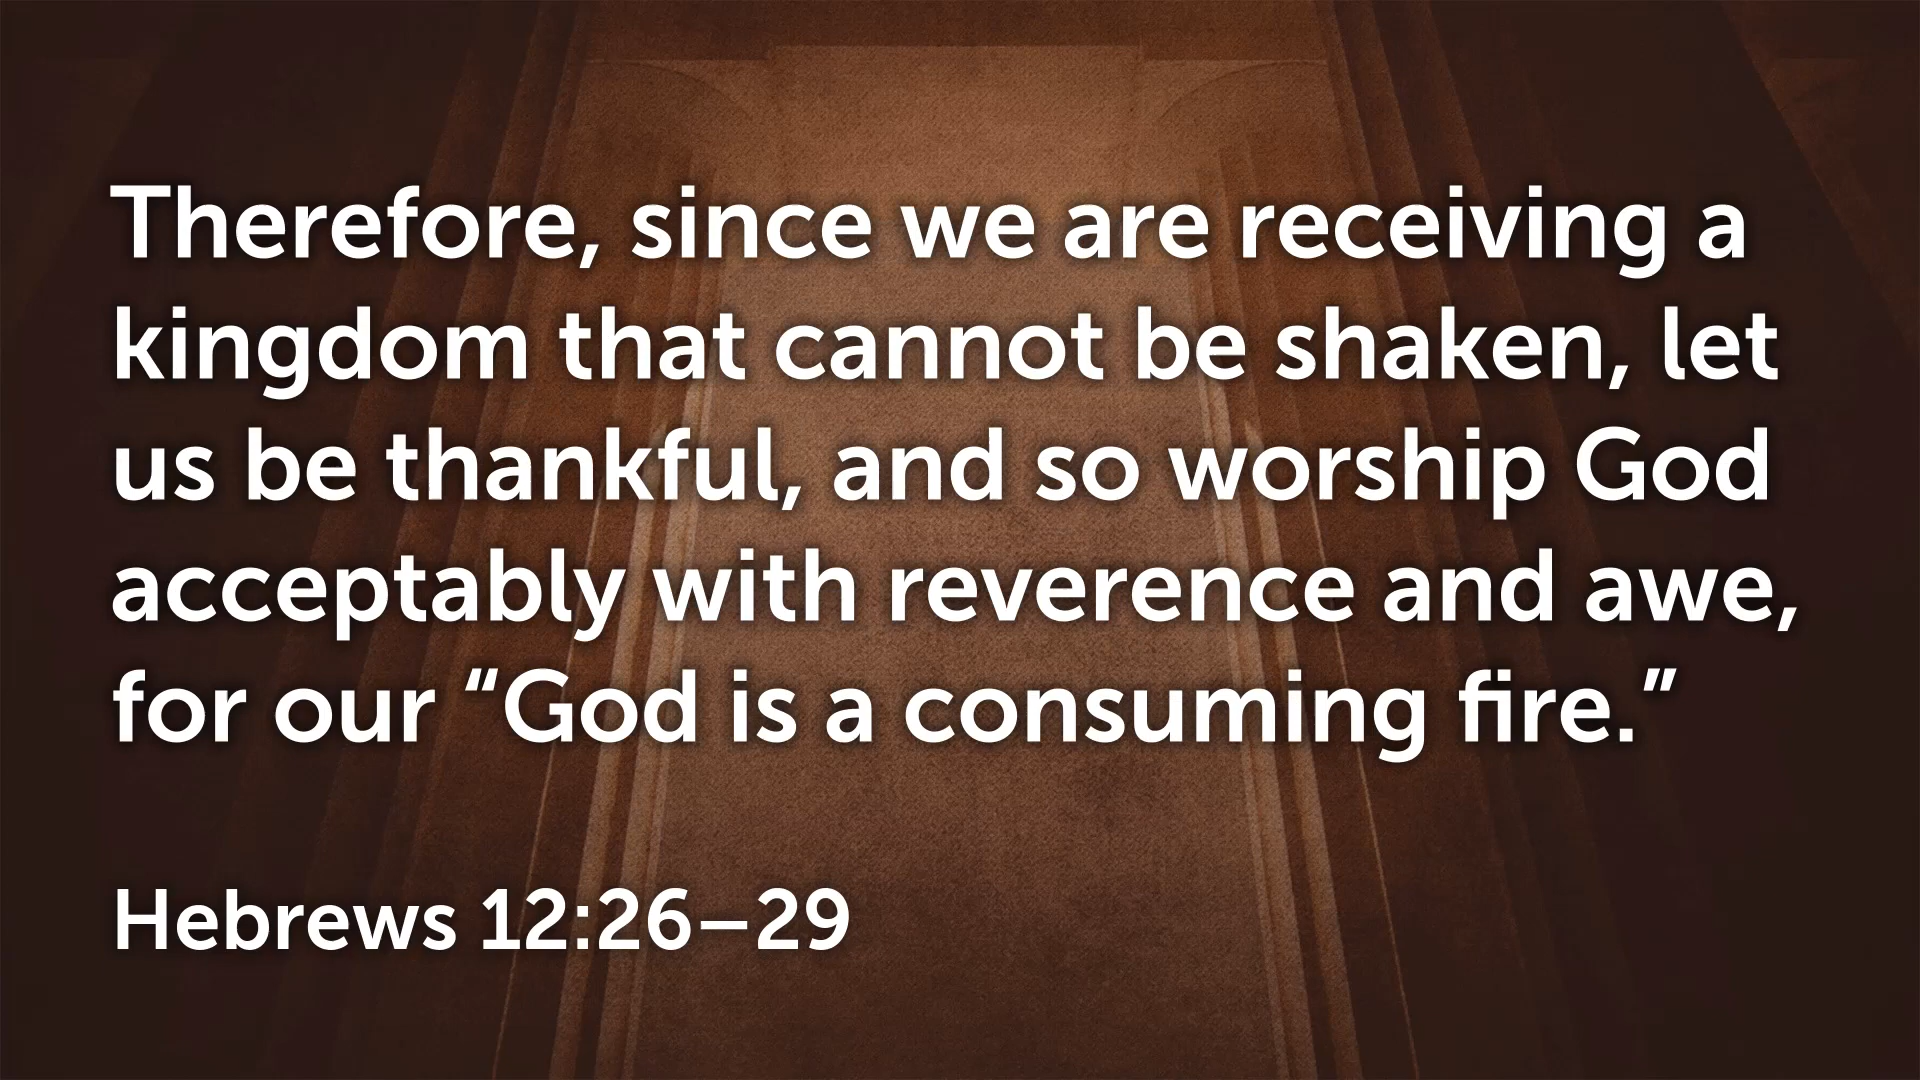 Therefore, since we are receiving a
kingdom that cannot be shaken, let
us be thankful, and so worship God
acceptably with reverence and awe,
for our “God is a consuming fire.”
Hebrews 12:26–29